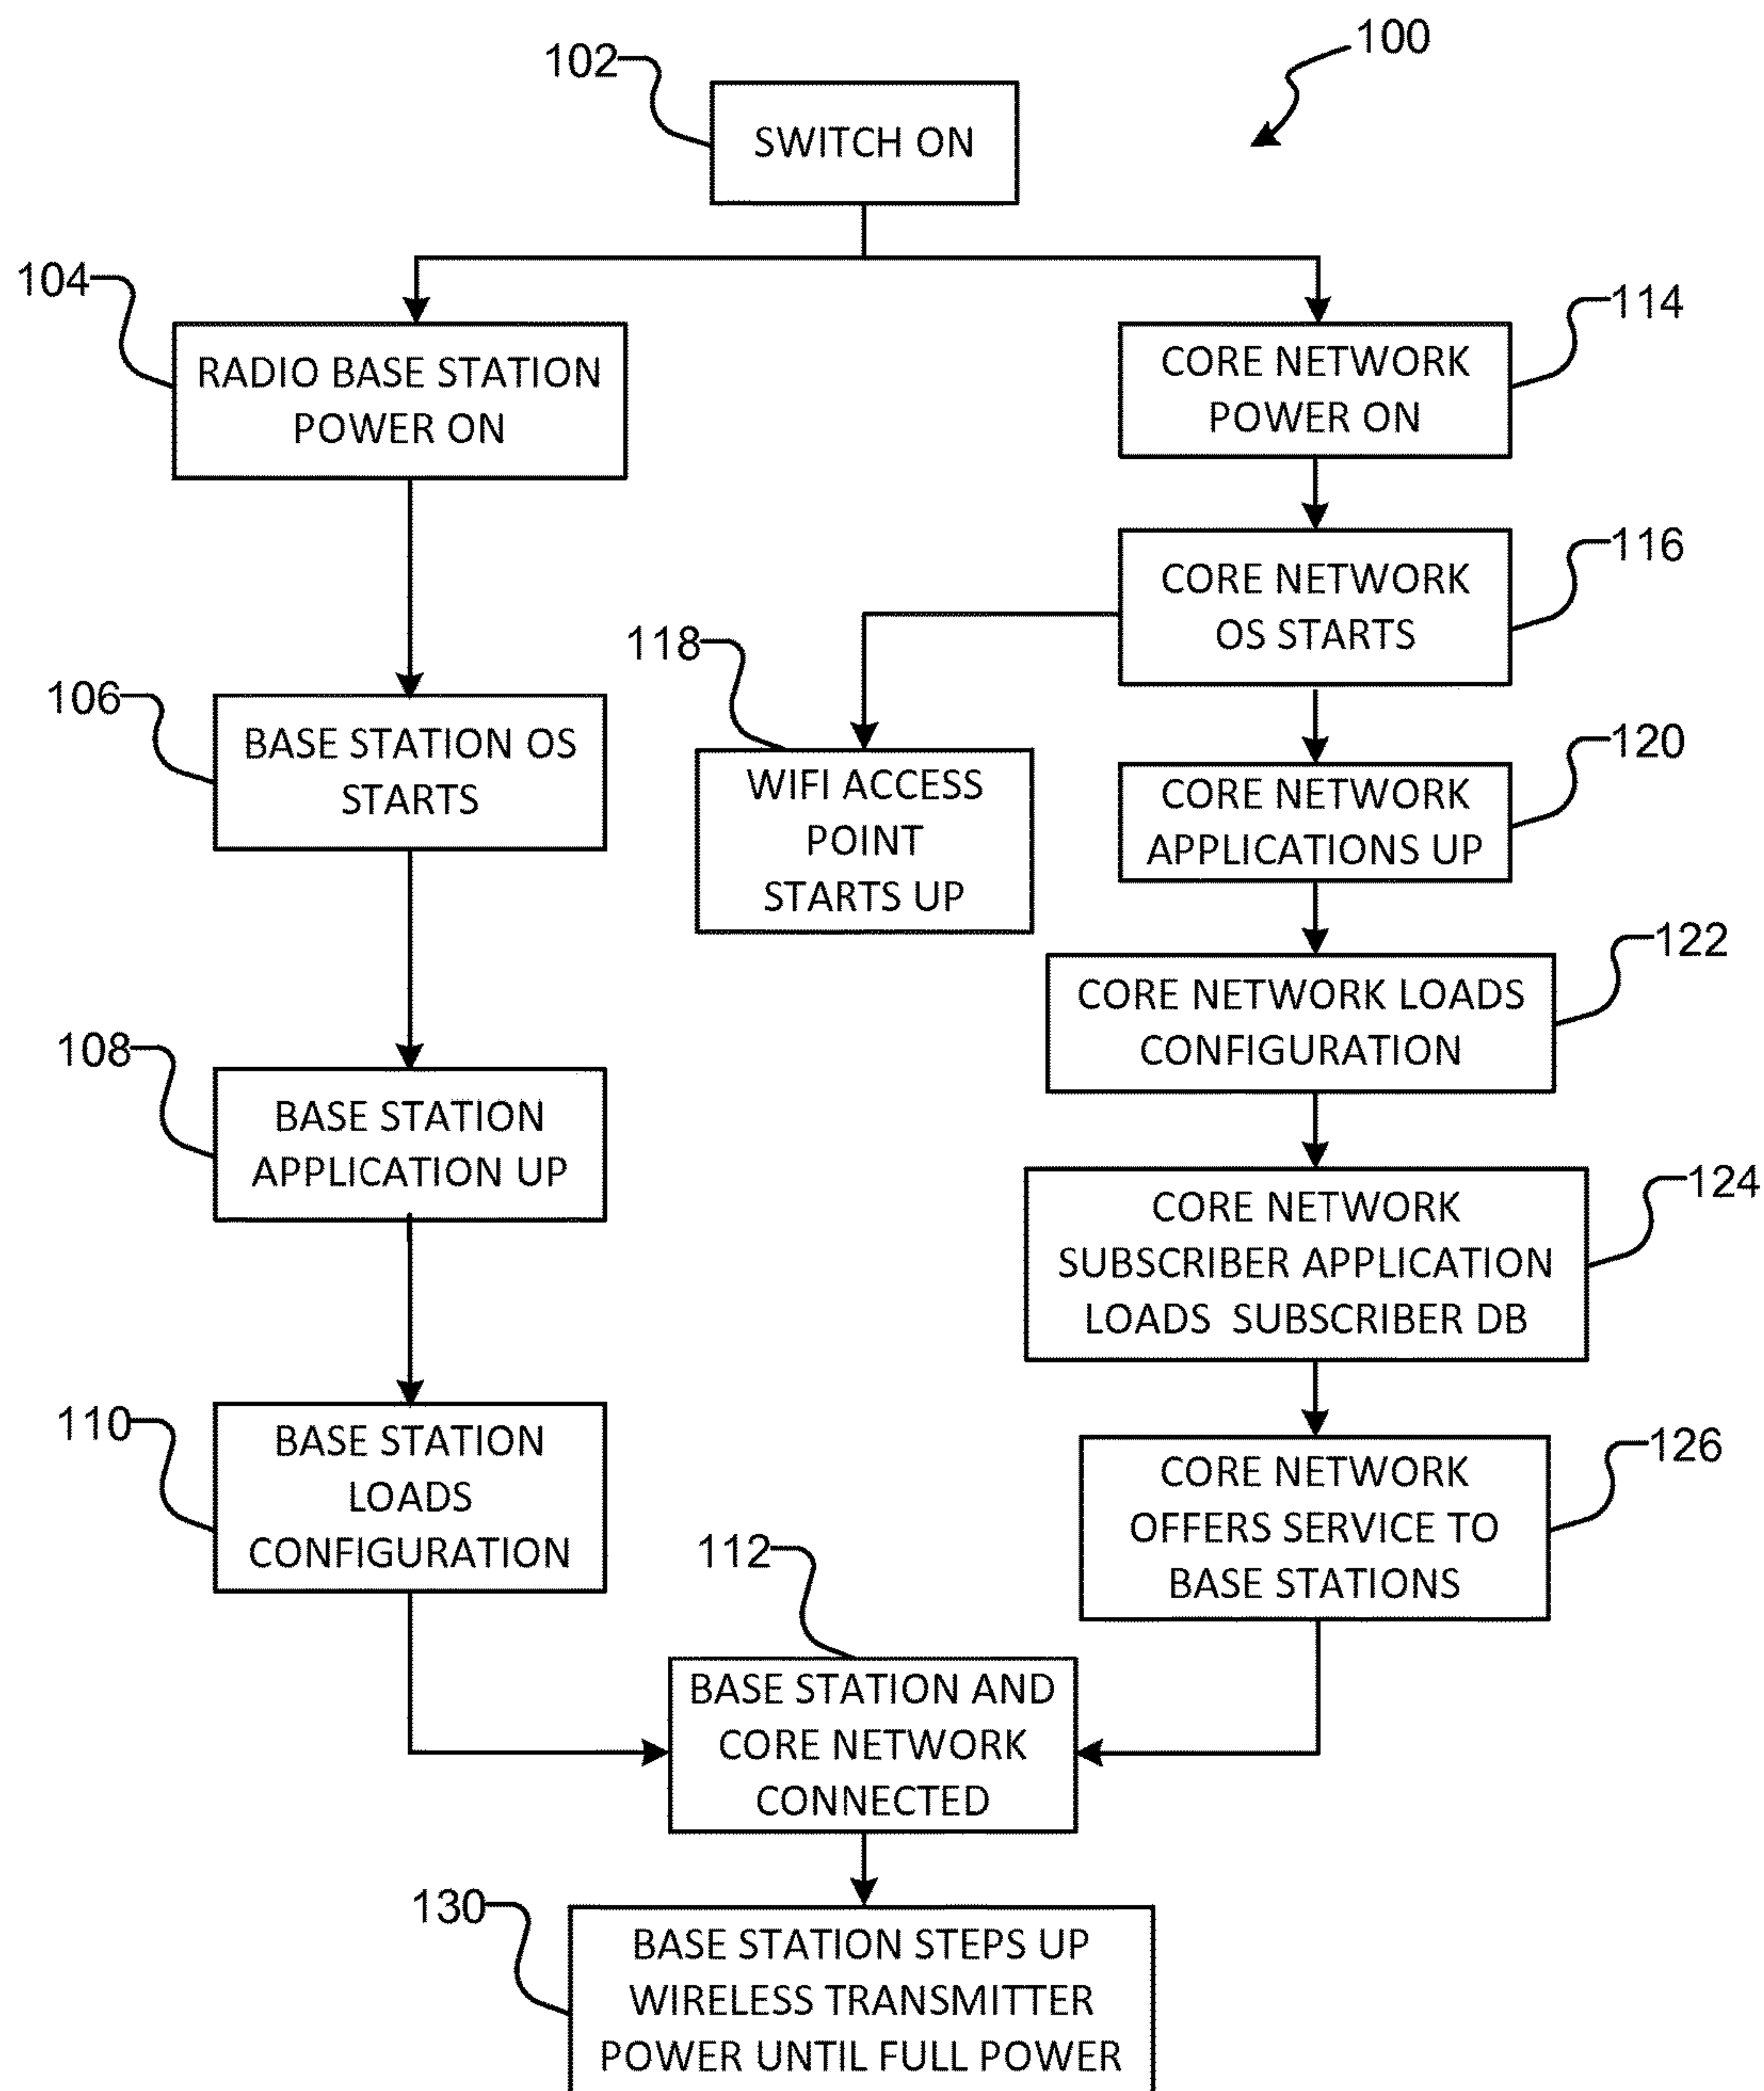 100
102
SWITCH ON
104
RADIO BASE STATION
POWER ON
114
CORE NETWORK
POWER ON
116
CORE NETWORK
OS STARTS
106
BASE STATION OS
STARTS
118
WIFI ACCESS
POINT
STARTS UP
120
CORE NETWORK
APPLICATIONS UP
122
CORE NETWORK LOADS
CONFIGURATION
108
BASE STATION
APPLICATION UP
124
CORE NETWORK
SUBSCRIBER APPLICATION
LOADS SUBSCRIBER DB
110
BASE STATION
LOADS
CONFIGURATION
126
CORE NETWORK
OFFERS SERVICE TO
BASE STATIONS
112
BASE STATION AND
CORE NETWORK
CONNECTED
130
BASE STATION STEPS UP
WIRELESS TRANSMITTER
POWER UNTIL FULL POWER